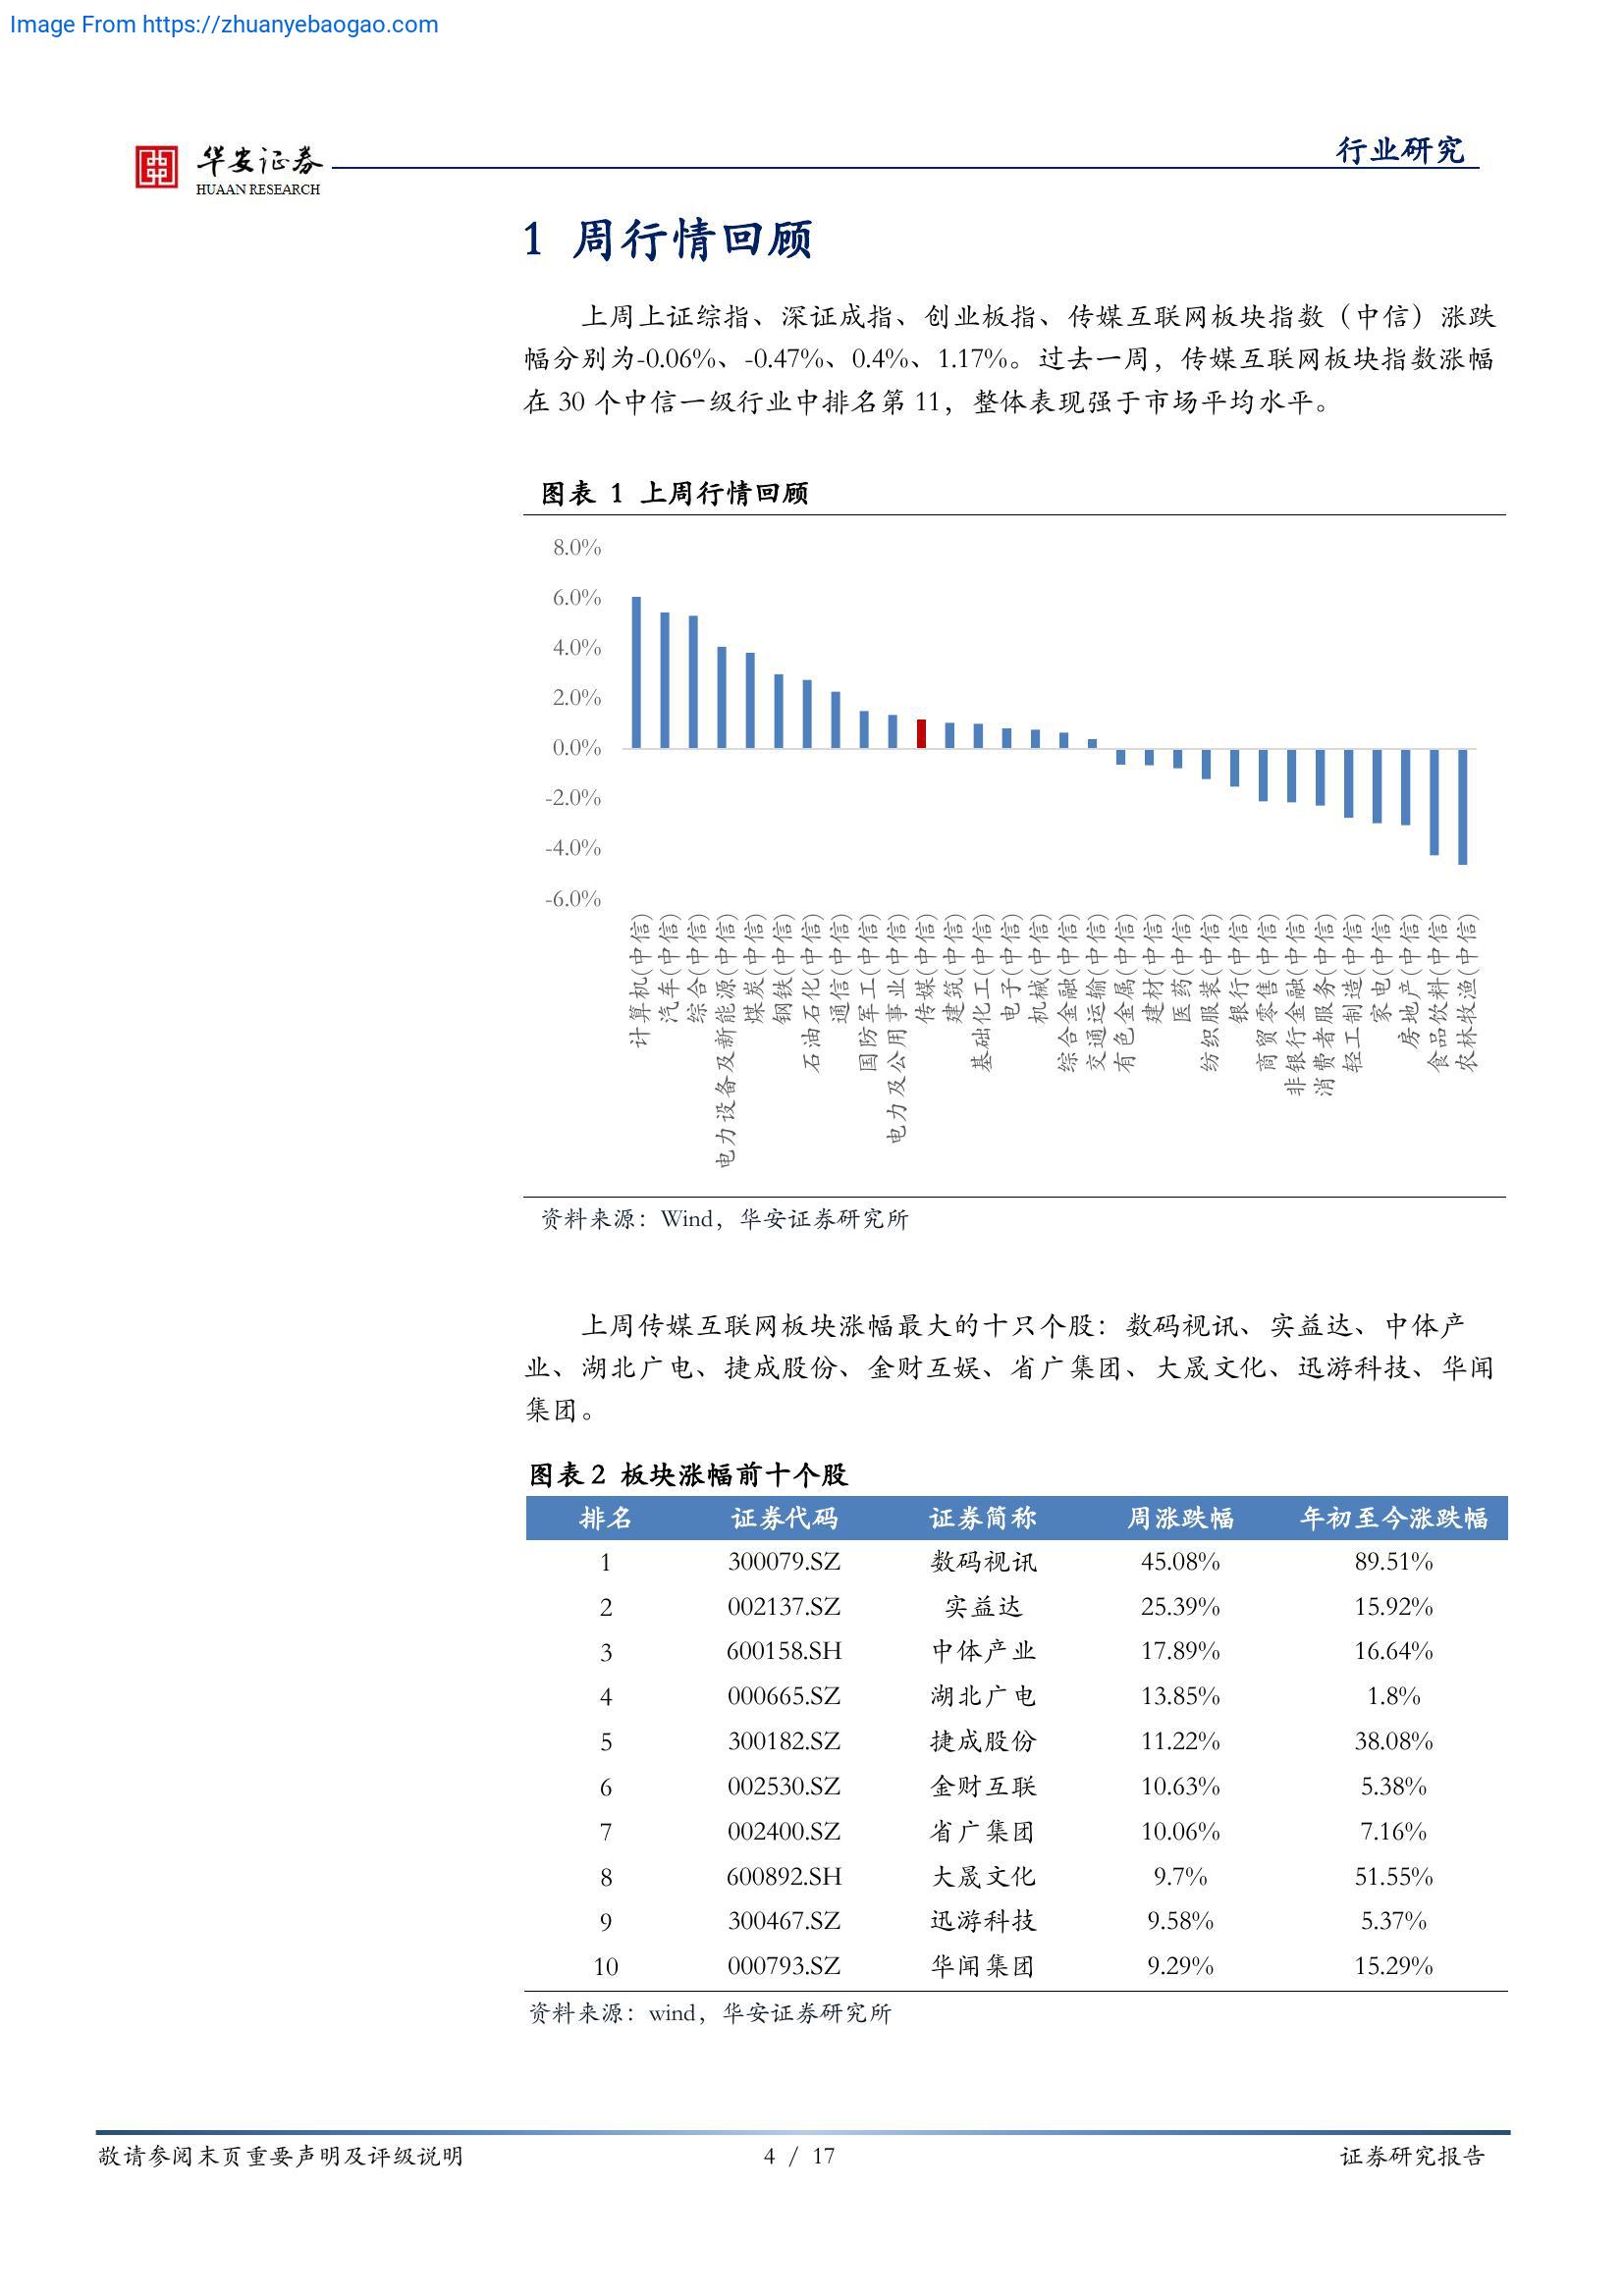 Image From https://zhuanyebaogao.com
华安证券
HUAAN RESEARCH
行业研究
1 周行情回顾
上周上证综指、深证成指、创业板指、传媒互联网板块指数（中信）涨跌
幅分别为-0.06%、-0.47%、0.4%、1.17%。过去一周，传媒互联网板块指数涨幅
在 30 个中信一级行业中排名第 11，整体表现强于市场平均水平。
图表 1 上周行情回顾
8.0%
6.0%
4.0%
2.0%
0.0%
-2.0%
-4.0%
-6.0%
计算机(中信)
汽车(中信)
综合(中信)
电力设备及新能源(中信)
煤炭(中信)
钢铁(中信)
石油石化(中信)
通信(中信)
国防军工(中信)
电力及公用事业(中信)
传媒(中信)
建筑(中信)
基础化工(中信)
电子(中信)
机械(中信)
综合金融(中信)
交通运输(中信)
有色金属(中信)
建材(中信)
医药(中信)
纺织服装(中信)
银行(中信)
商贸零售(中信)
非银行金融(中信)
消费者服务(中信)
轻工制造(中信)
家电(中信)
房地产(中信)
食品饮料(中信)
农林牧渔(中信)
资料来源：Wind，华安证券研究所
上周传媒互联网板块涨幅最大的十只个股：数码视讯、实益达、中体产
业、湖北广电、捷成股份、金财互娱、省广集团、大晟文化、迅游科技、华闻
集团。
图表 2 板块涨幅前十个股
排名 证券代码 证券简称 周涨跌幅 年初至今涨跌幅
1 300079.SZ 数码视讯 45.08% 89.51%
2 002137.SZ 实益达 25.39% 15.92%
3 600158.SH 中体产业 17.89% 16.64%
4 000665.SZ 湖北广电 13.85% 1.8%
5 300182.SZ 捷成股份 11.22% 38.08%
6 002530.SZ 金财互联 10.63% 5.38%
7 002400.SZ 省广集团 10.06% 7.16%
8 600892.SH 大晟文化 9.7% 51.55%
9 300467.SZ 迅游科技 9.58% 5.37%
10 000793.SZ 华闻集团 9.29% 15.29%
资料来源：wind，华安证券研究所
敬请参阅末页重要声明及评级说明 4 / 17 证券研究报告